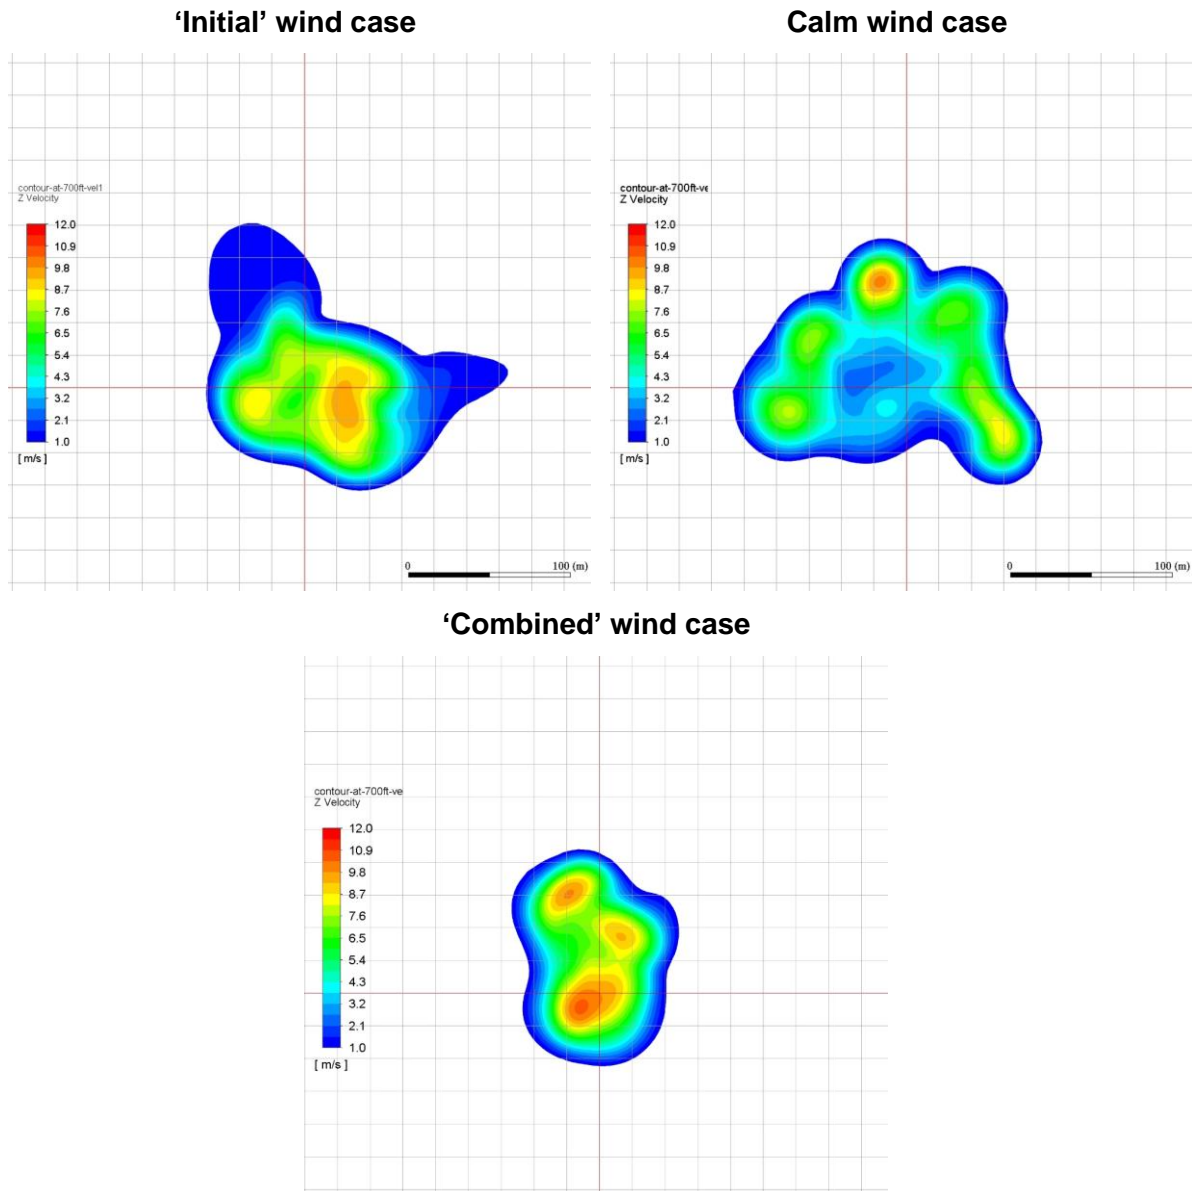 ‘Initial’ wind case
Calm wind case
contour-at-700ft-vel1
Z Velocity
12.0
10.9
9.8
8.7
7.6
6.5
5.4
4.3
3.2
2.1
1.0
[ m/s ]
0 100 (m)
contour-at-700ft-ve
Z Velocity
12.0
10.9
9.8
8.7
7.6
6.5
5.4
4.3
3.2
2.1
1.0
[ m/s ]
0 100 (m)
‘Combined’ wind case
contour-at-700ft-ve
Z Velocity
12.0
10.9
9.8
8.7
7.6
6.5
5.4
4.3
3.2
2.1
1.0
[ m/s ]